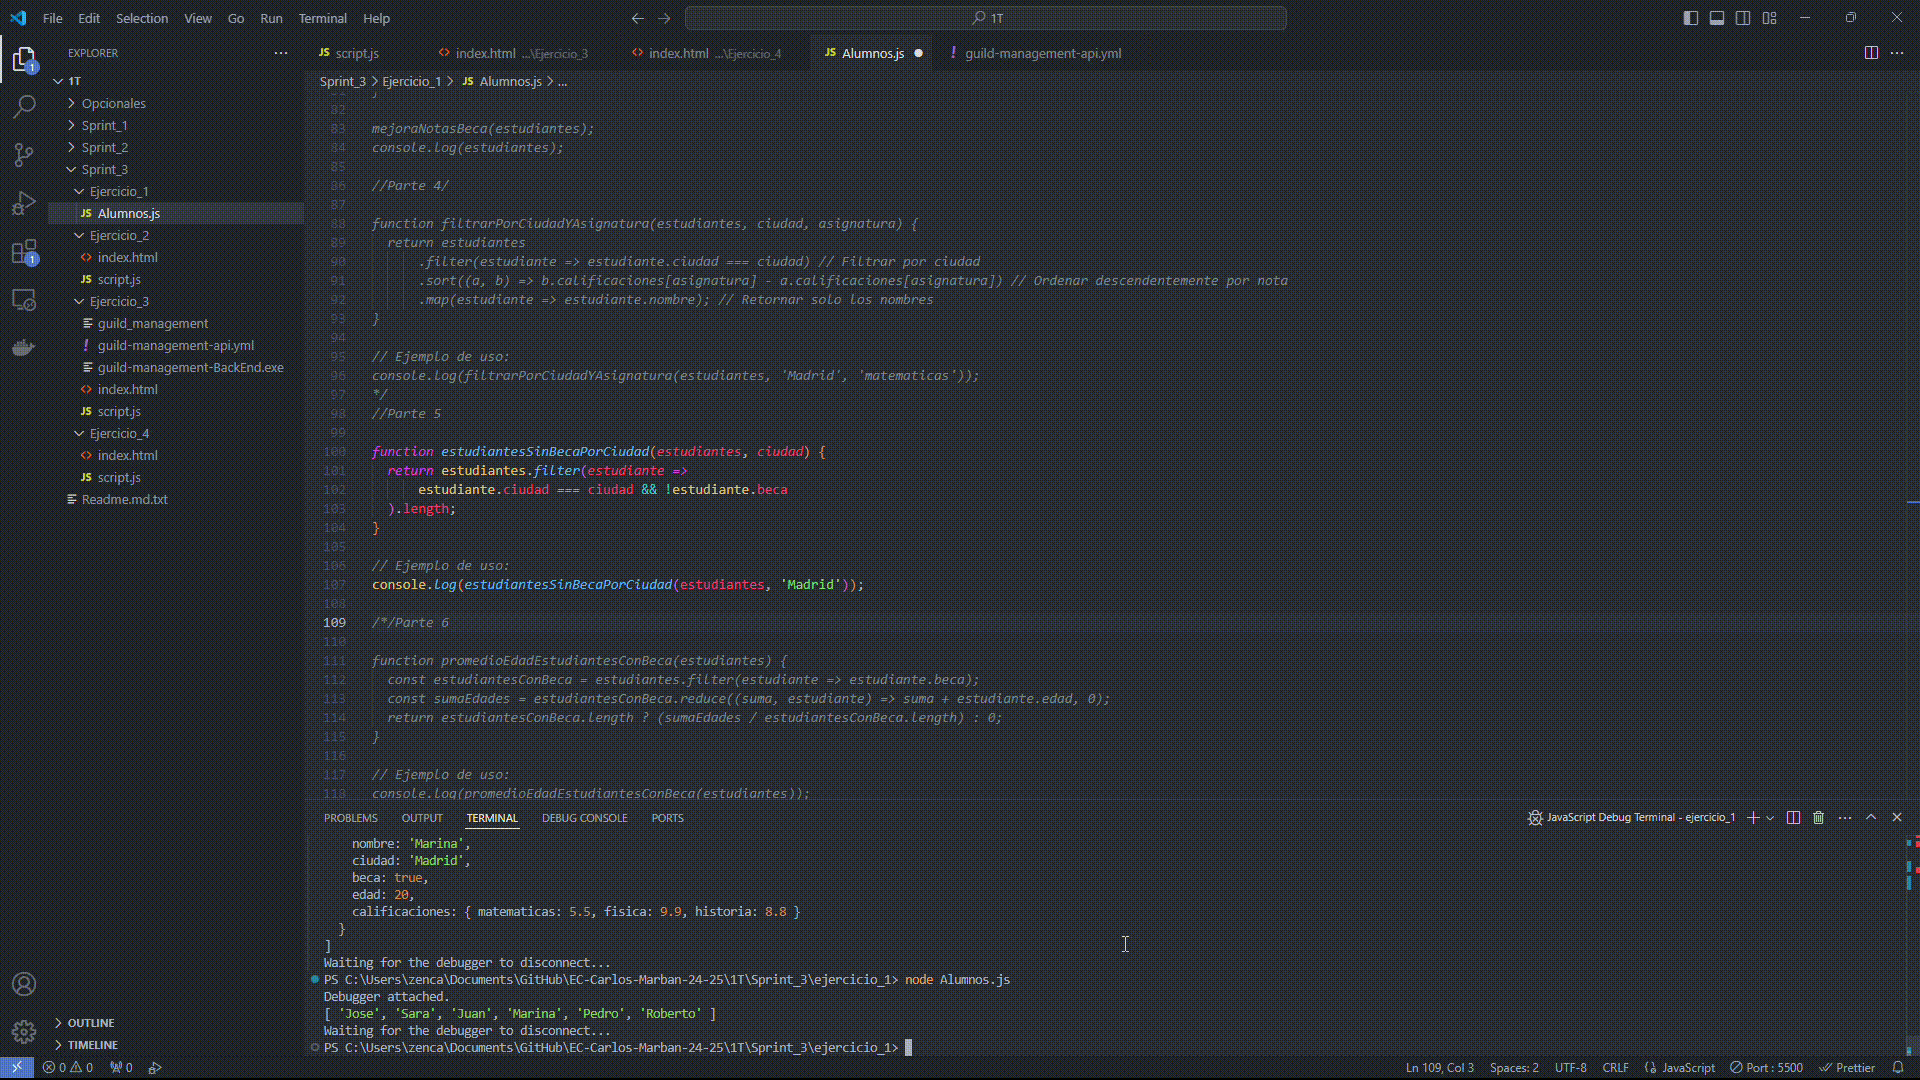 File Edit Selection View Go Run Terminal Help
1T
EXPLORER
1T
Opcionales
Sprint_1
Sprint_2
Sprint_3
Ejercicio_1
JS Alumnos.js
Ejercicio_2
index.html
JS script.js
Ejercicio_3
guild_management
! guild-management-api.yml
guild-management-BackEnd.exe
index.html
JS script.js
Ejercicio_4
index.html
JS script.js
Readme.md.txt
OUTLINE
TIMELINE
JS script.js
index.html ...\Ejercicio_3
index.html ...\Ejercicio_4
JS Alumnos.js
! guild-management-api.yml
Sprint_3 > Ejercicio_1 > JS Alumnos.js > ...
82
83 mejoraNotasBeca(estudiantes);
84 console.log(estudiantes);
85
86 //Parte 4/
87
88 function filtrarPorCiudadYAsignatura(estudiantes, ciudad, asignatura) {
89 return estudiantes
90 .filter(estudiante => estudiante.ciudad === ciudad) // Filtrar por ciudad
91 .sort((a, b) => b.calificaciones[asignatura] - a.calificaciones[asignatura]) // Ordenar descendentemente por nota
92 .map(estudiante => estudiante.nombre); // Retornar solo los nombres
93 }
94
95 // Ejemplo de uso:
96 console.log(filtrarPorCiudadYAsignatura(estudiantes, 'Madrid', 'matematicas'));
97 */
98 //Parte 5
99
100 function estudiantesSinBecaPorCiudad(estudiantes, ciudad) {
101 return estudiantes.filter(estudiante =>
102 estudiante.ciudad === ciudad && !estudiante.beca
103 ).length;
104 }
105
106 // Ejemplo de uso:
107 console.log(estudiantesSinBecaPorCiudad(estudiantes, 'Madrid'));
108
109 /*/Parte 6
110
111 function promedioEdadEstudiantesConBeca(estudiantes) {
112 const estudiantesConBeca = estudiantes.filter(estudiante => estudiante.beca);
113 const sumaEdades = estudiantesConBeca.reduce((suma, estudiante) => suma + estudiante.edad, 0);
114 return estudiantesConBeca.length ? (sumaEdades / estudiantesConBeca.length) : 0;
115 }
116
117 // Ejemplo de uso:
118 console.log(promedioEdadEstudiantesConBeca(estudiantes));
PROBLEMS OUTPUT TERMINAL DEBUG CONSOLE PORTS
JavaScript Debug Terminal - ejercicio_1
nombre: 'Marina',
ciudad: 'Madrid',
beca: true,
edad: 20,
calificaciones: { matematicas: 5.5, fisica: 9.9, historia: 8.8 }
}
]
Waiting for the debugger to disconnect...
PS C:\Users\zenca\Documents\GitHub\EC-Carlos-Marban-24-25\1T\Sprint_3\ejercicio_1> node Alumnos.js
Debugger attached.
[ 'Jose', 'Sara', 'Juan', 'Marina', 'Pedro', 'Roberto' ]
Waiting for the debugger to disconnect...
PS C:\Users\zenca\Documents\GitHub\EC-Carlos-Marban-24-25\1T\Sprint_3\ejercicio_1>
0 0 0 Ln 109, Col 3 Spaces: 2 UTF-8 CRLF {} JavaScript Port : 5500 Prettier